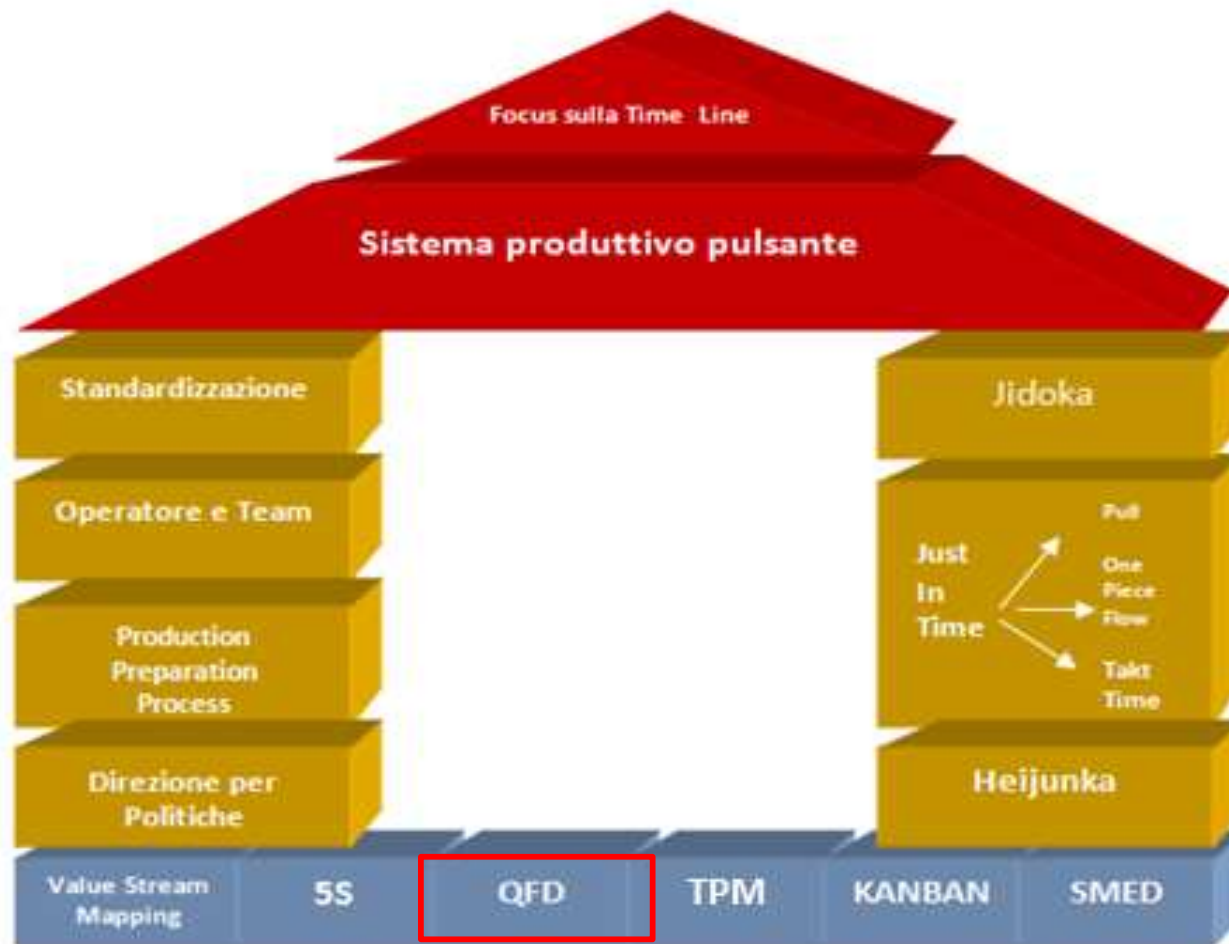 Focus sulla Time Line
Sistema produttivo pulsante
Standardizzazione
Operatore e Team
Production
Preparation
Process
Direzione per
Politiche
Jidoka
Just
In
Time
Pull
One
Piece
Flow
Takt
Time
Heijunka
Value Stream
Mapping
5S
QFD
TPM
KANBAN
SMED